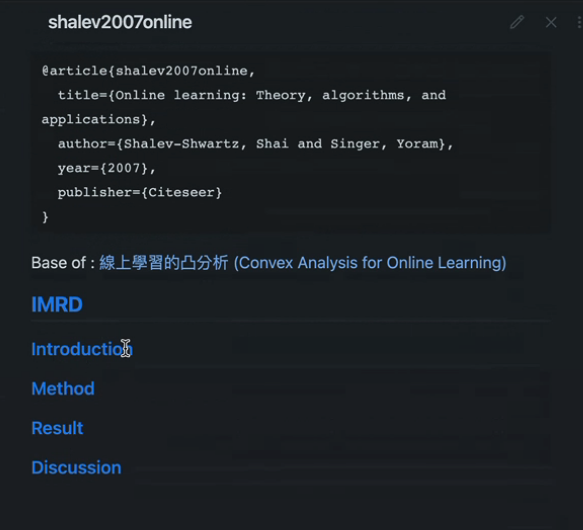 shalev2007online
@article{shalev2007online,
  title={Online learning: Theory, algorithms, and
applications},
  author={Shalev-Shwartz, Shai and Singer, Yoram},
  year={2007},
  publisher={Citeseer}
}
Base of : 線上學習的凸分析 (Convex Analysis for Online Learning)
IMRD
Introduction
Method
Result
Discussion